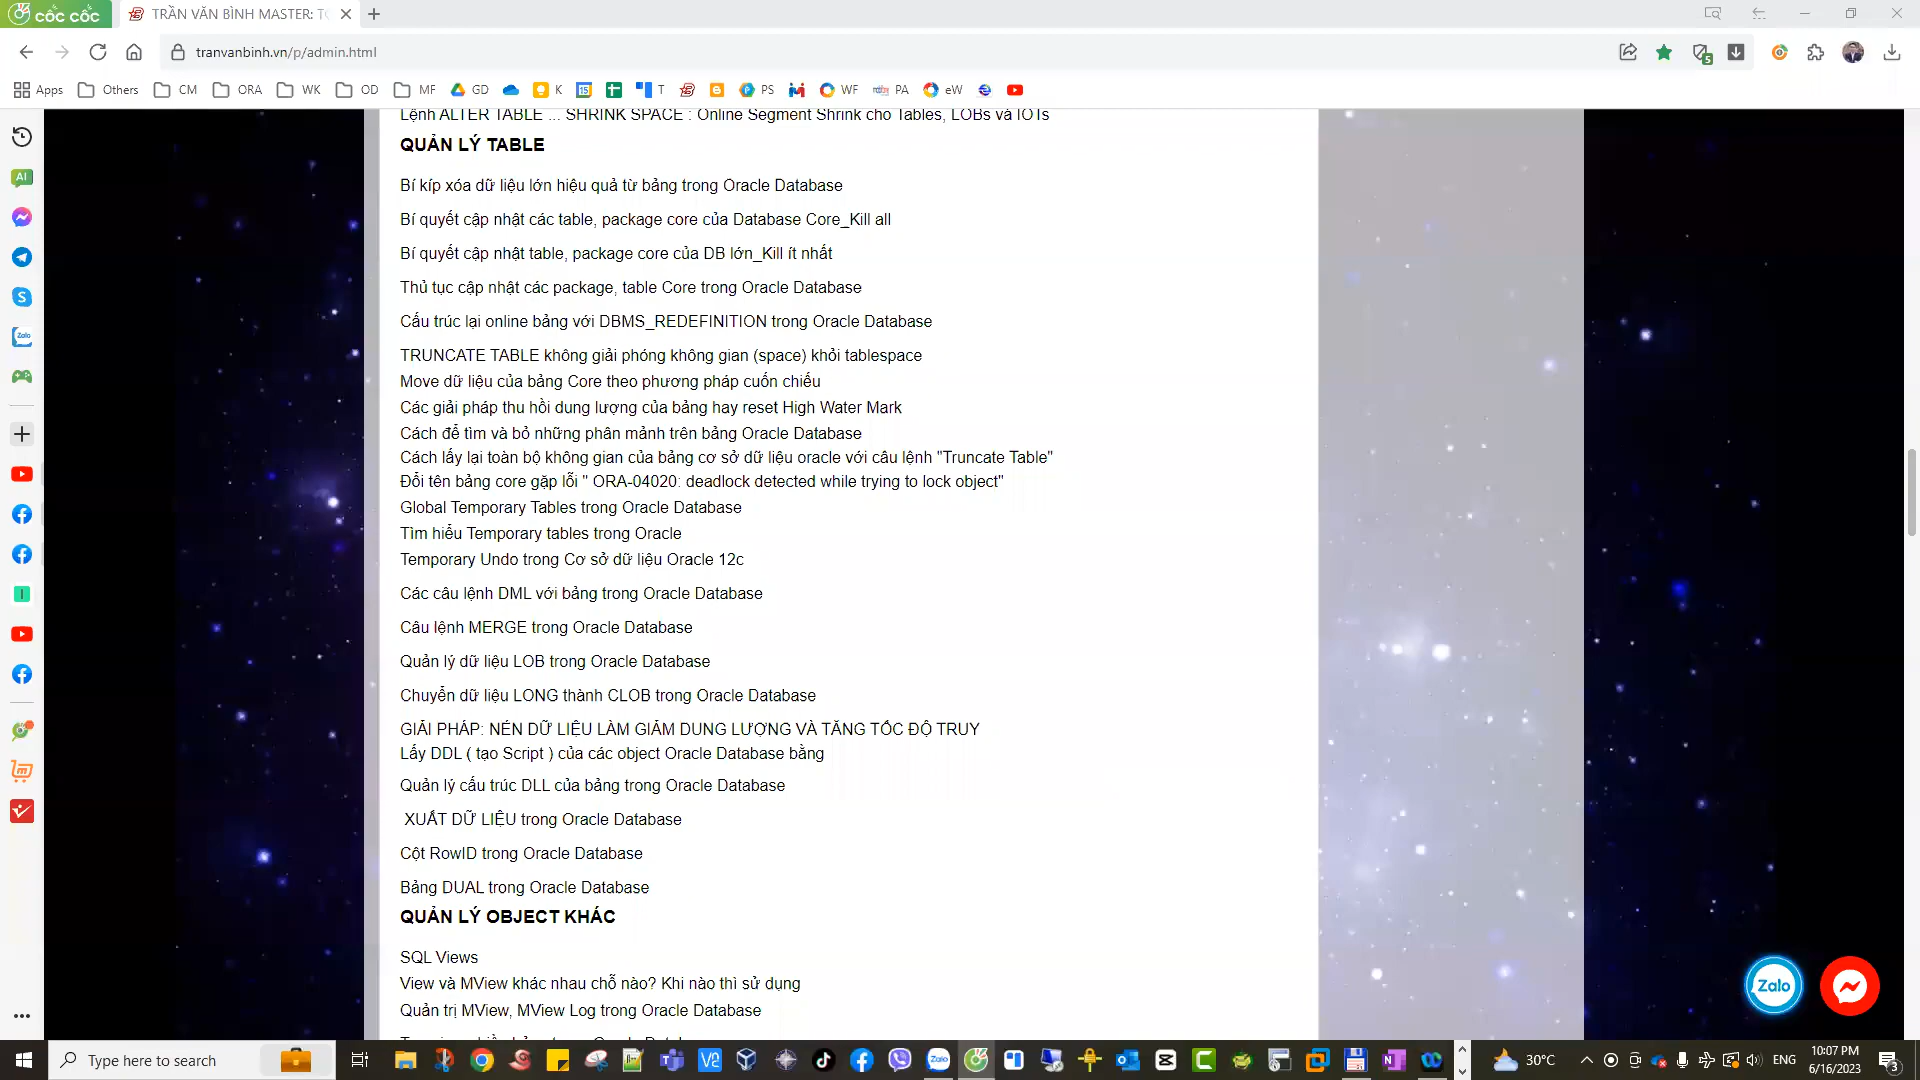 cốc cốc
TRẦN VĂN BÌNH MASTER: TỔ
tranvanbinh.vn/p/admin.html
5
Apps Others CM ORA WK OD MF GD K 15 T PS WF PA eW
Lệnh ALTER TABLE ... SHRINK SPACE : Online Segment Shrink cho Tables, LOBs và IOTs
QUẢN LÝ TABLE
Bí kíp xóa dữ liệu lớn hiệu quả từ bảng trong Oracle Database
Bí quyết cập nhật các table, package core của Database Core_Kill all
Bí quyết cập nhật table, package core của DB lớn_Kill ít nhất
Thủ tục cập nhật các package, table Core trong Oracle Database
Cấu trúc lại online bảng với DBMS_REDEFINITION trong Oracle Database
TRUNCATE TABLE không giải phóng không gian (space) khỏi tablespace
Move dữ liệu của bảng Core theo phương pháp cuốn chiếu
Các giải pháp thu hồi dung lượng của bảng hay reset High Water Mark
Cách để tìm và bỏ những phân mảnh trên bảng Oracle Database
Cách lấy lại toàn bộ không gian của bảng cơ sở dữ liệu oracle với câu lệnh "Truncate Table"
Đổi tên bảng core gặp lỗi " ORA-04020: deadlock detected while trying to lock object"
Global Temporary Tables trong Oracle Database
Tìm hiểu Temporary tables trong Oracle
Temporary Undo trong Cơ sở dữ liệu Oracle 12c
Các câu lệnh DML với bảng trong Oracle Database
Câu lệnh MERGE trong Oracle Database
Quản lý dữ liệu LOB trong Oracle Database
Chuyển dữ liệu LONG thành CLOB trong Oracle Database
GIẢI PHÁP: NÉN DỮ LIỆU LÀM GIẢM DUNG LƯỢNG VÀ TĂNG TỐC ĐỘ TRUY
Lấy DDL ( tạo Script ) của các object Oracle Database bằng
Quản lý cấu trúc DLL của bảng trong Oracle Database
XUẤT DỮ LIỆU trong Oracle Database
Cột RowID trong Oracle Database
Bảng DUAL trong Oracle Database
QUẢN LÝ OBJECT KHÁC
SQL Views
View và MView khác nhau chỗ nào? Khi nào thì sử dụng
Quản trị MView, MView Log trong Oracle Database
AI
Zalo
Zalo
Type here to search
Zalo
30°C
ENG
10:07 PM
6/16/2023
3